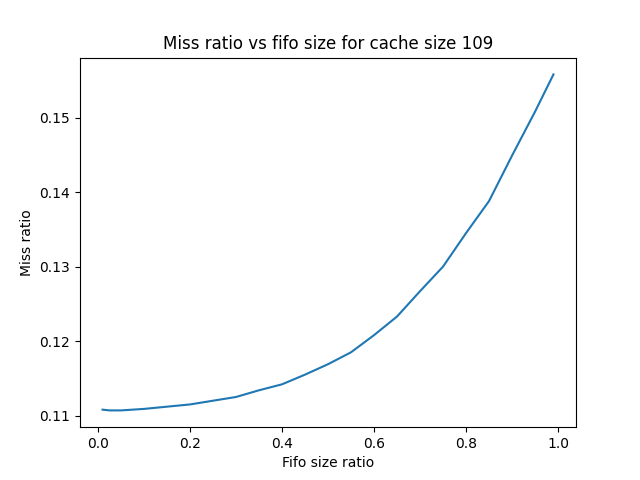 Miss ratio vs fifo size for cache size 109
Miss ratio
0.15
0.14
0.13
0.12
0.11
0.0 0.2 0.4 0.6 0.8 1.0
Fifo size ratio